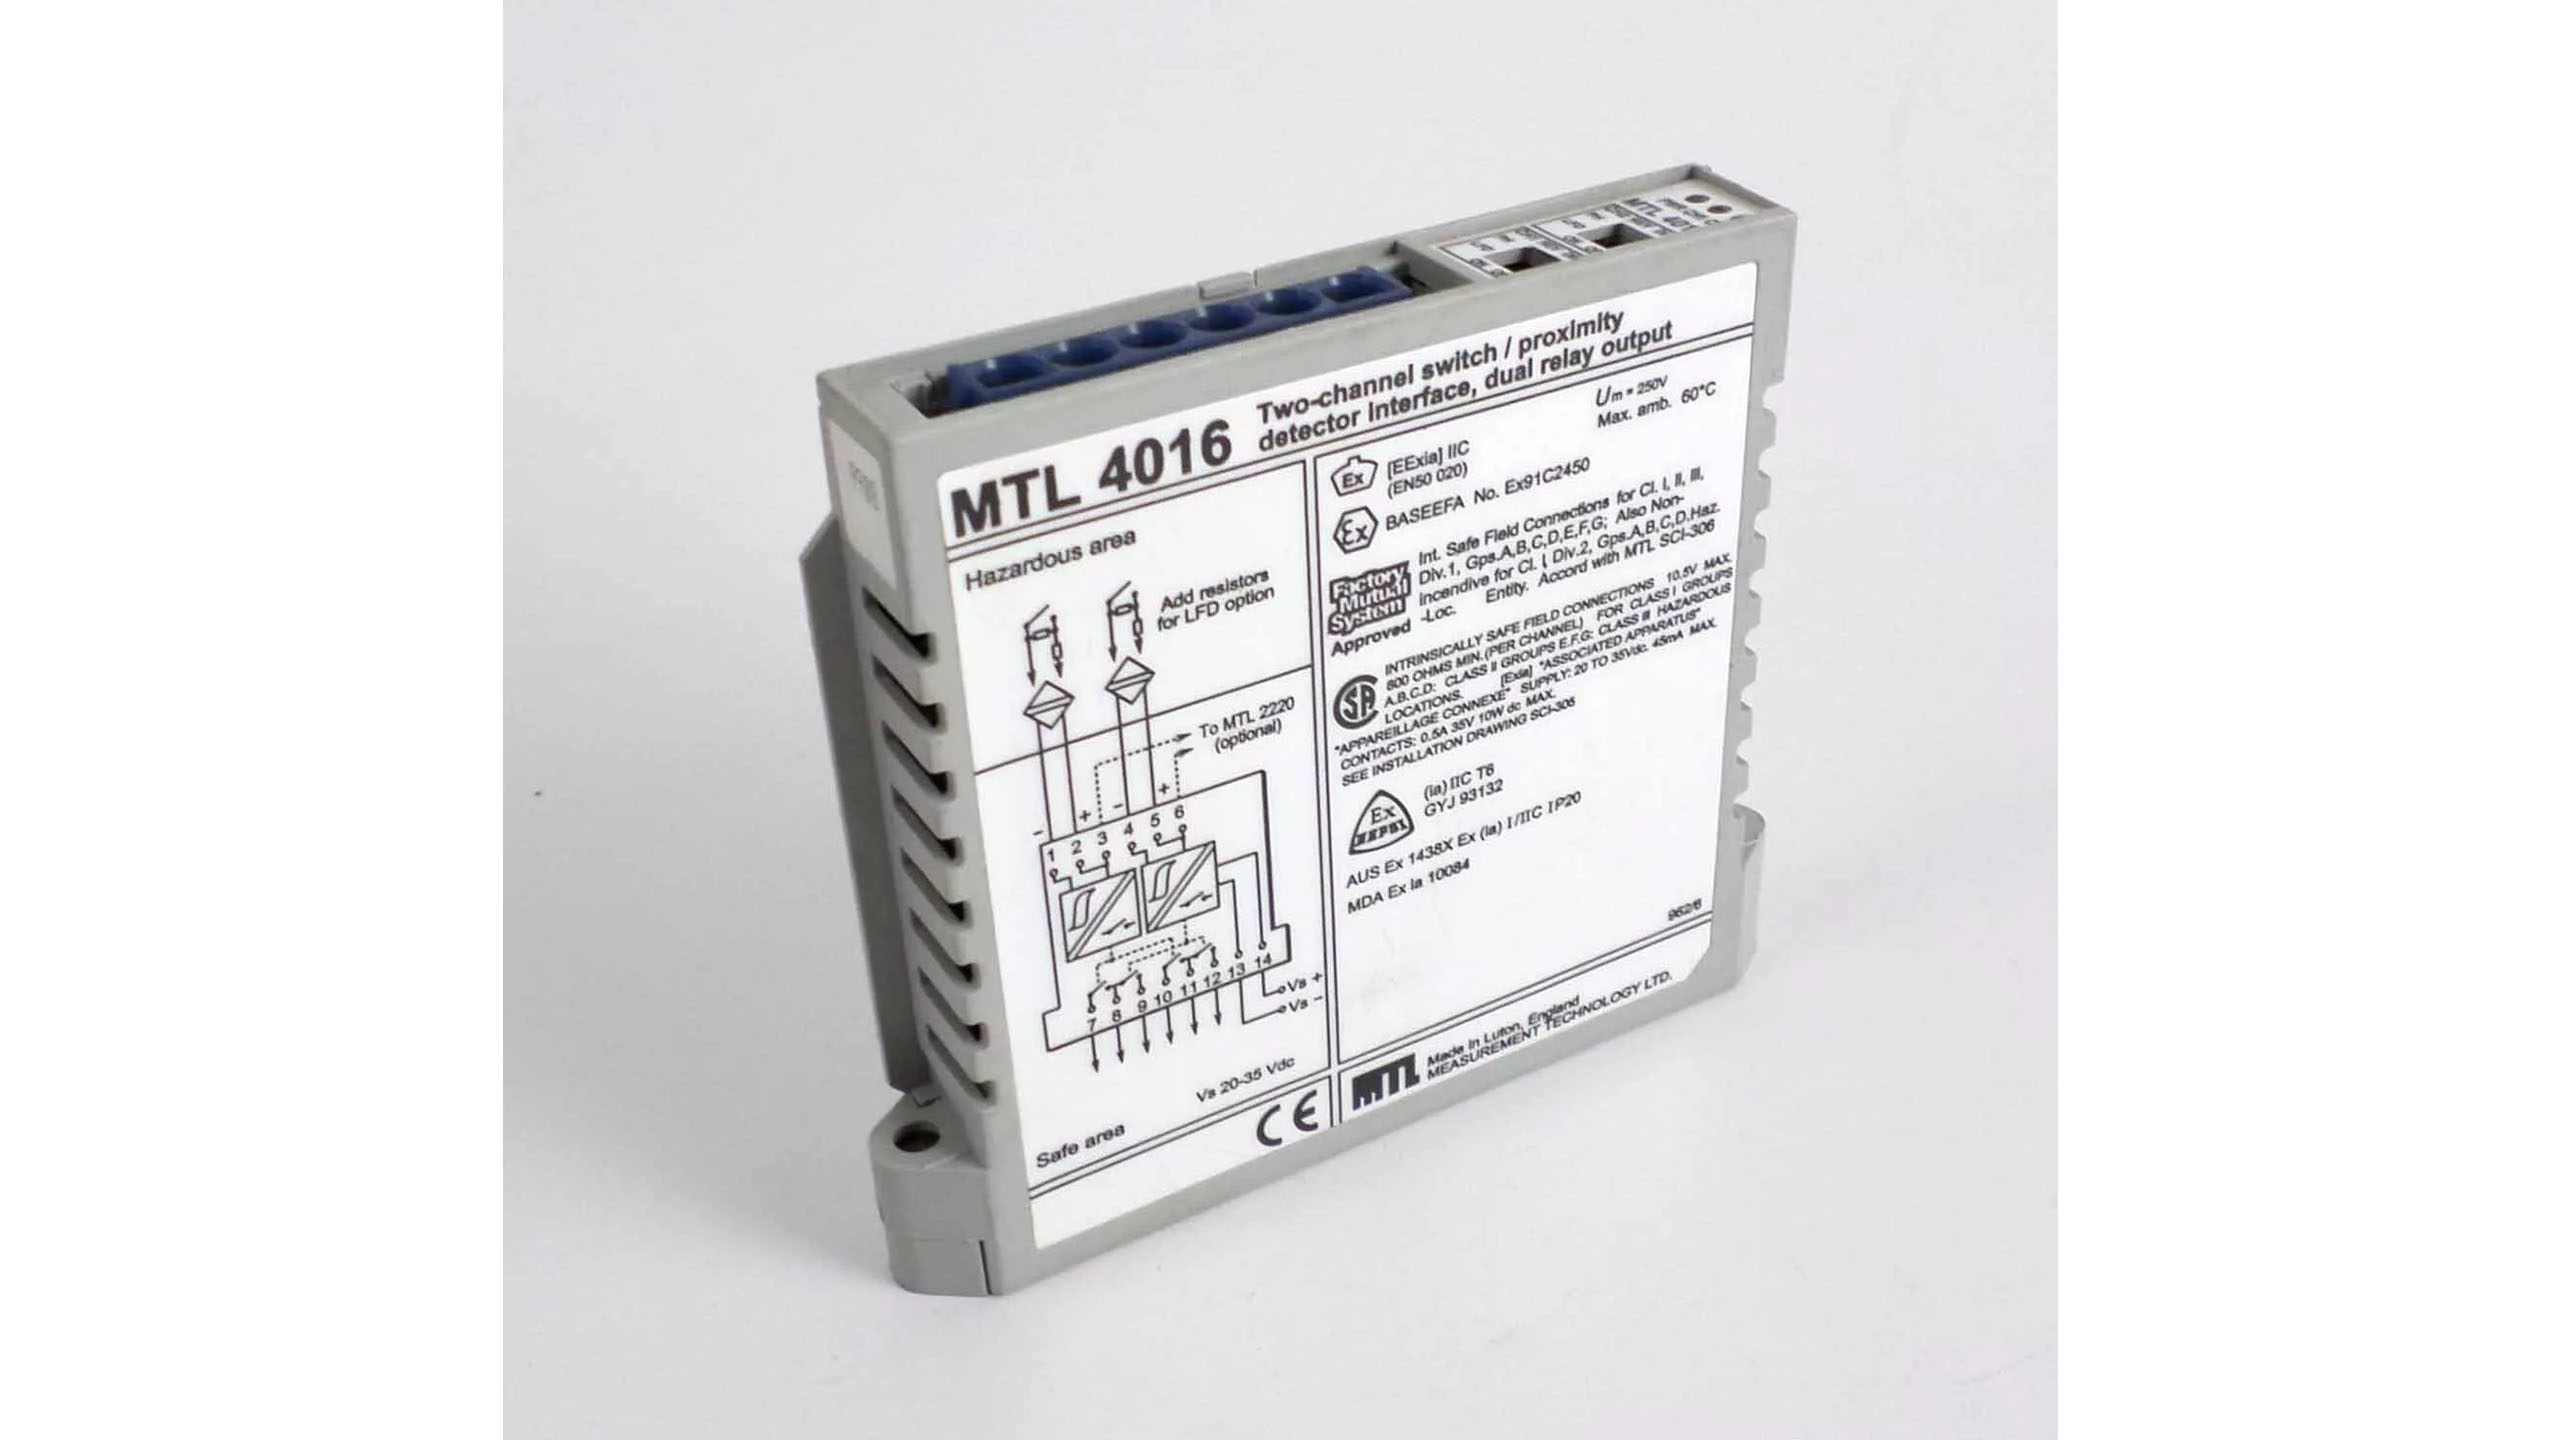 MTL 4016
Two-channel switch / proximity
detector interface, dual relay output
Hazardous area
Add resistors
for LFD option
To MTL 2220
(optional)
- + - +
1 2 3 4 5 6
7 8 9 10 11 12 13 14
Vs +
Vs -
Vs 20-35 Vdc
Safe area
CE
Um = 250V
Max. amb. 60°C
Ex
[EExia] IIC
(EN50 020)
Ex
BASEEFA No. Ex91C2450
Factory
Mutual
System
Approved
Int. Safe Field Connections for Cl. I, II, III,
Div.1, Gps.A,B,C,D,E,F,G; Also Non-
incendive for Cl. I, Div.2, Gps.A,B,C,D.Haz.
-Loc. Entity. Accord with MTL SCI-306
SA
INTRINSICALLY SAFE FIELD CONNECTIONS 10.5V MAX.
800 OHMS MIN.(PER CHANNEL) FOR CLASS I GROUPS
A.B.C.D: CLASS II GROUPS E.F.G: CLASS III HAZARDOUS
LOCATIONS. [Exia] "ASSOCIATED APPARATUS"
"APPAREILLAGE CONNEXE" SUPPLY: 20 TO 35Vdc. 45mA MAX.
CONTACTS: 0.5A 35V 10W dc MAX.
SEE INSTALLATION DRAWING SCI-305
Ex
(ia) IIC T6
GYJ 93132
AUS Ex 1438X Ex (ia) I/IIC IP20
MDA Ex ia 10084
962/6
MTL
Made in Luton, England
MEASUREMENT TECHNOLOGY LTD.